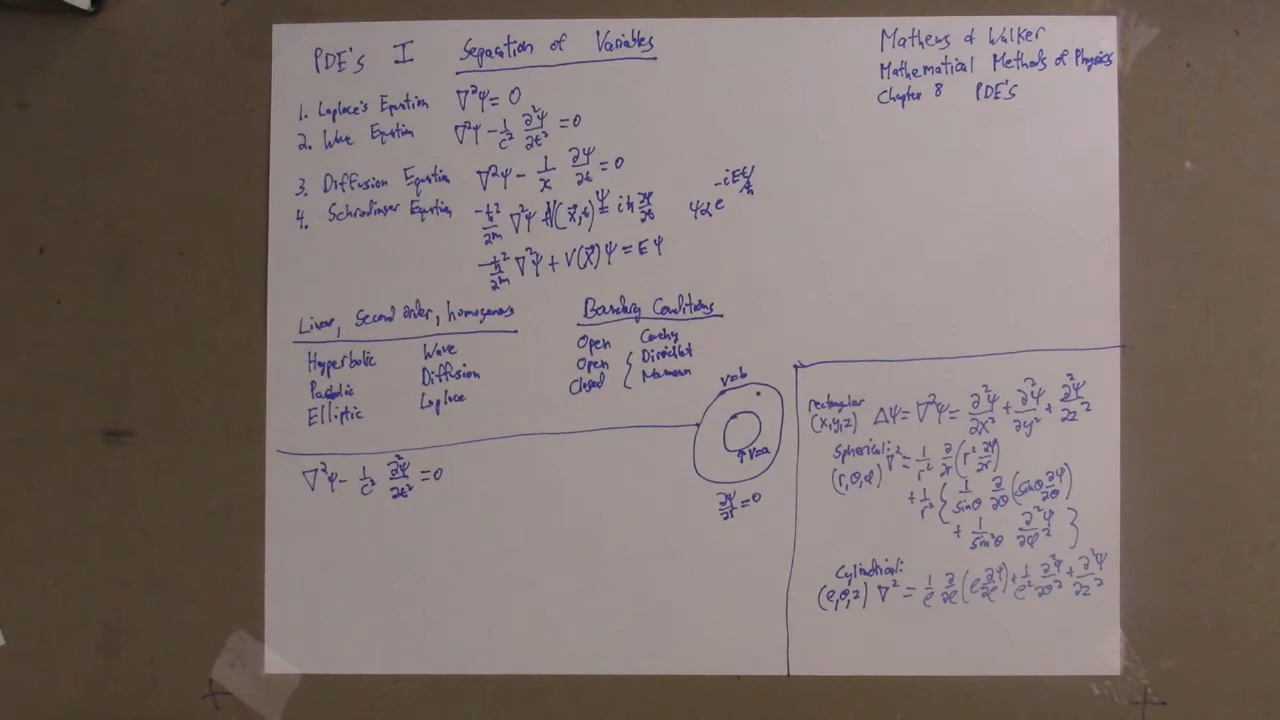 PDE's I Separation of Variables
Mathews & Walker
Mathematical Methods of Physics
Chapter 8 PDE's
1. Laplace's Equation ∇²ψ = 0
2. Wave Equation ∇²ψ - 1/c² ∂²ψ/∂t² = 0
3. Diffusion Equation ∇²ψ - 1/κ ∂ψ/∂t = 0
4. Schrodinger Equation -ħ²/2m ∇²ψ + V(x⃗,t)ψ = iħ ∂ψ/∂t ψ α e^{-iEt/ħ}
-ħ²/2m ∇²ψ + V(x⃗)ψ = Eψ
Linear, Second order, homogenous
Hyperbolic Wave
Parabolic Diffusion
Elliptic Laplace
Boundary Conditions
Open Cauchy
Open { Dirichlet
Closed Neumann
r=b
r=a
∂ψ/∂r = 0
∇²ψ - 1/c² ∂²ψ/∂t² = 0
rectangular
(x,y,z) Δψ = ∇²ψ = ∂²ψ/∂x² + ∂²ψ/∂y² + ∂²ψ/∂z²
Spherical:
(r,θ,φ) ∇² = 1/r² ∂/∂r (r² ∂ψ/∂r)
+ 1/r² { 1/sinθ ∂/∂θ (sinθ ∂ψ/∂θ)
+ 1/sin²θ ∂²ψ/∂φ² }
Cylindrical:
(ρ,θ,z) ∇² = 1/ρ ∂/∂ρ (ρ ∂ψ/∂ρ) + 1/ρ² ∂²ψ/∂θ² + ∂²ψ/∂z²